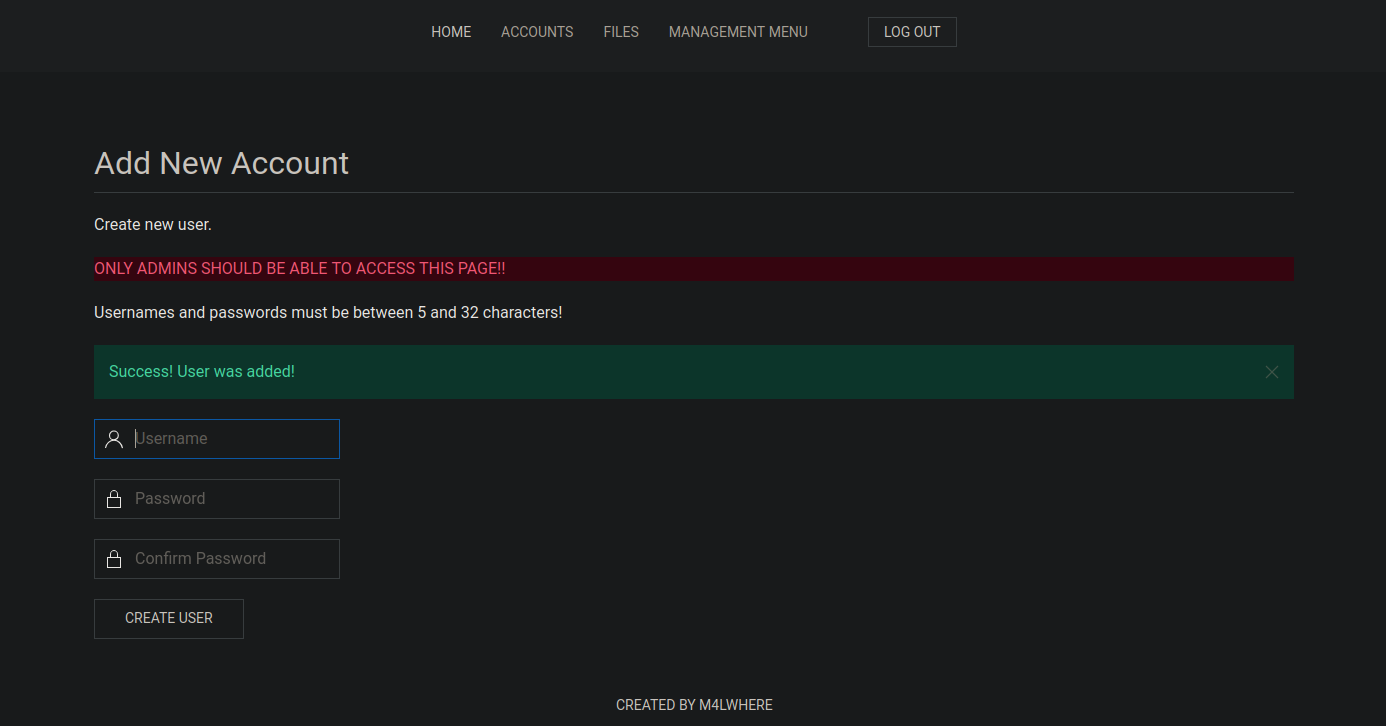 HOME ACCOUNTS FILES MANAGEMENT MENU LOG OUT
Add New Account
Create new user.
ONLY ADMINS SHOULD BE ABLE TO ACCESS THIS PAGE!!
Usernames and passwords must be between 5 and 32 characters!
Success! User was added!
Username
Password
Confirm Password
CREATE USER
CREATED BY M4LWHERE